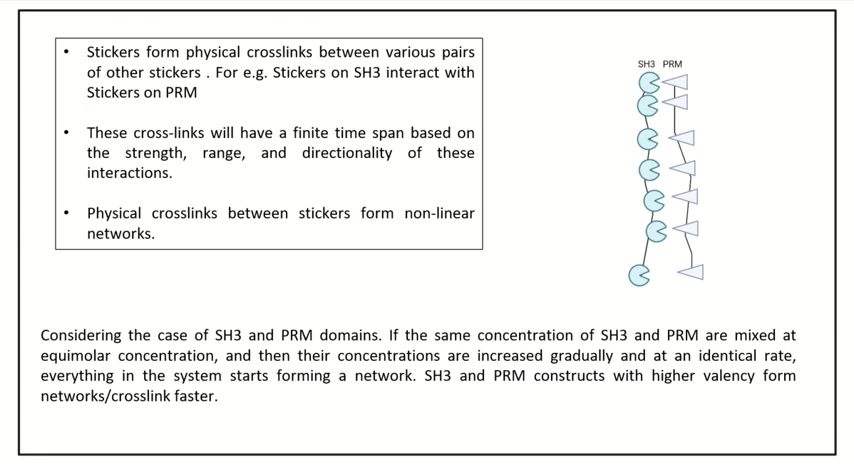 • Stickers form physical crosslinks between various pairs
of other stickers . For e.g. Stickers on SH3 interact with
Stickers on PRM
• These cross-links will have a finite time span based on
the strength, range, and directionality of these
interactions.
• Physical crosslinks between stickers form non-linear
networks.
SH3 PRM
Considering the case of SH3 and PRM domains. If the same concentration of SH3 and PRM are mixed at
equimolar concentration, and then their concentrations are increased gradually and at an identical rate,
everything in the system starts forming a network. SH3 and PRM constructs with higher valency form
networks/crosslink faster.